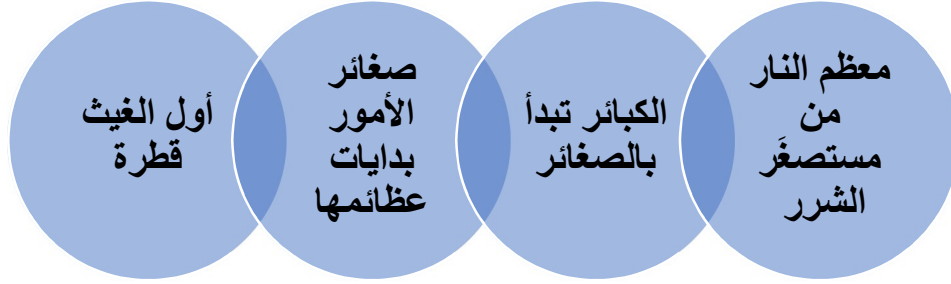 معظم النار
من
مستصغَر
الشرر
الكبائر تبدأ
بالصغائر
صغائر
الأمور
بدايات
عظائمها
أول الغيث
قطرة